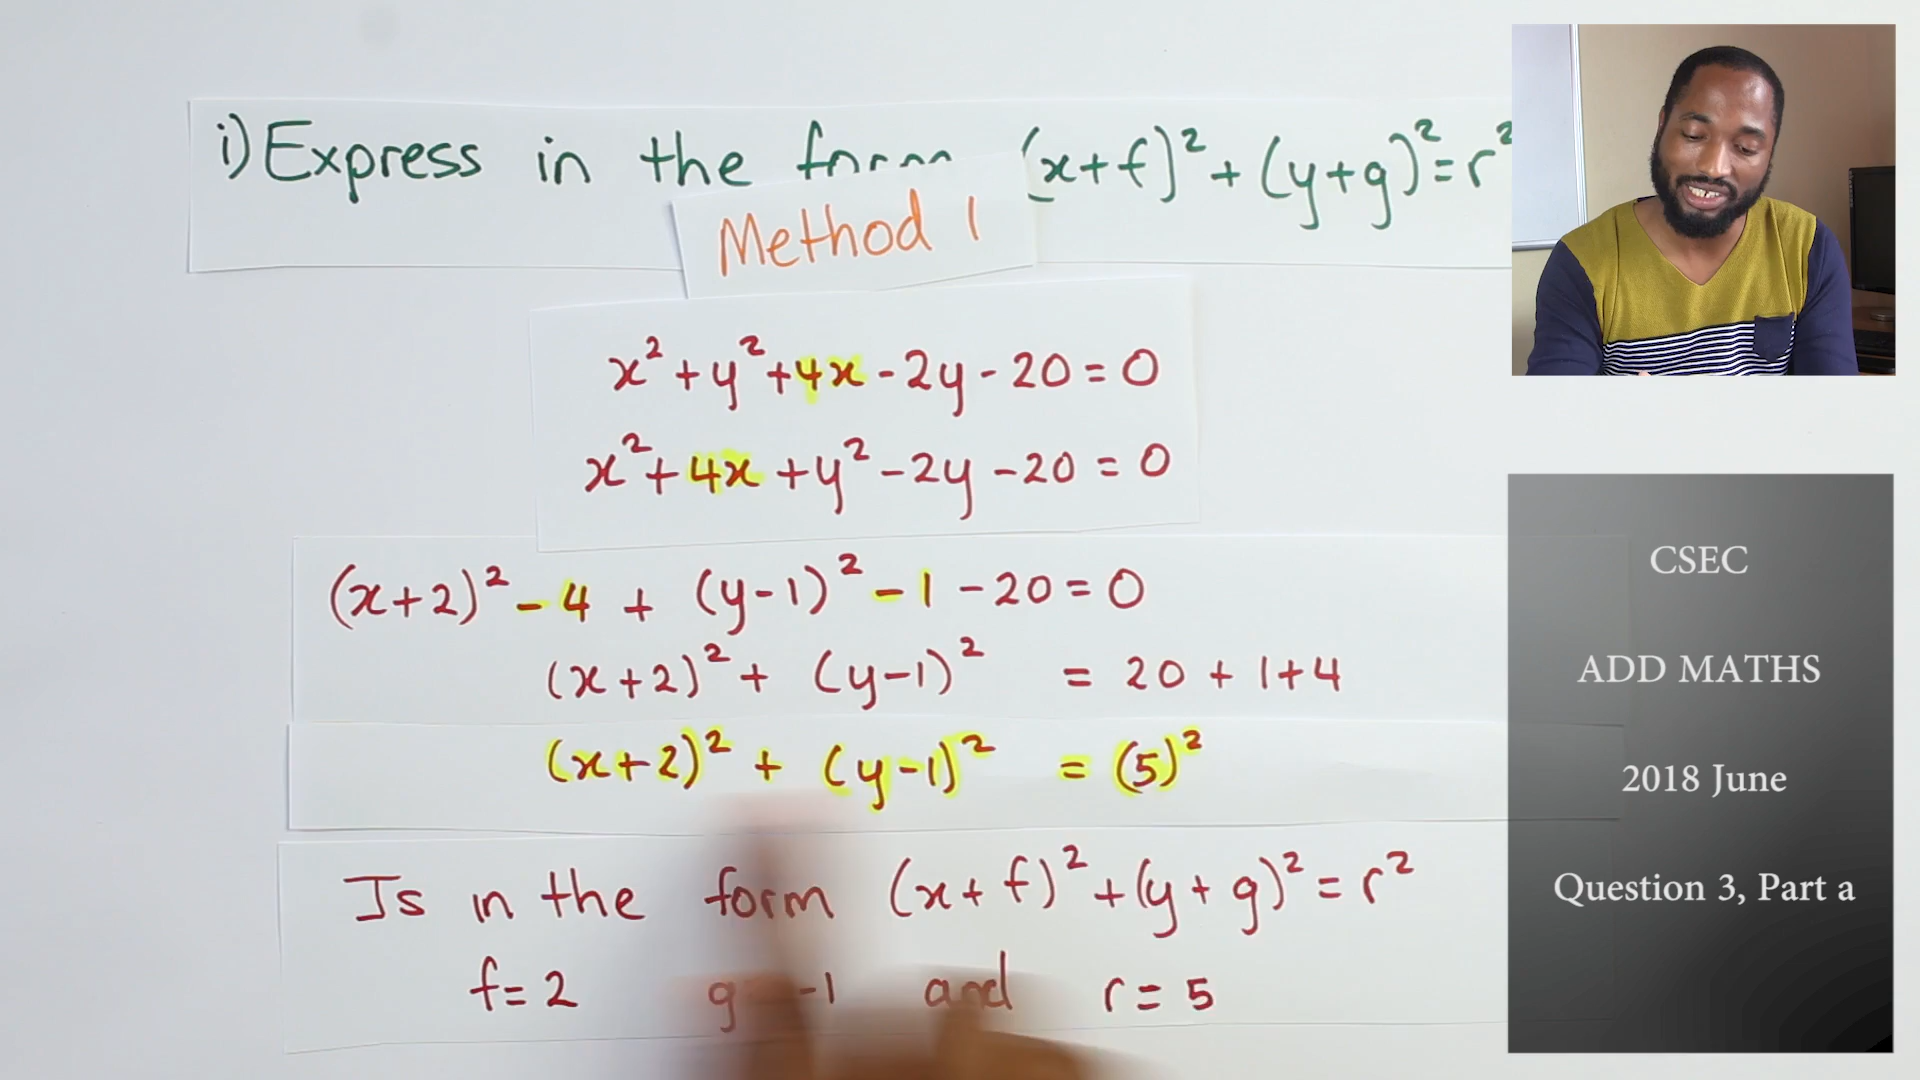 i) Express in the form (x+f)² + (y+g)² = r²
Method 1
x² + y² + 4x - 2y - 20 = 0
x² + 4x + y² - 2y - 20 = 0
(x+2)² - 4 + (y-1)² - 1 - 20 = 0
(x+2)² + (y-1)² = 20 + 1 + 4
(x+2)² + (y-1)² = (5)²
Is in the form (x+f)² + (y+g)² = r²
f = 2 g = -1 and r = 5
CSEC
ADD MATHS
2018 June
Question 3, Part a